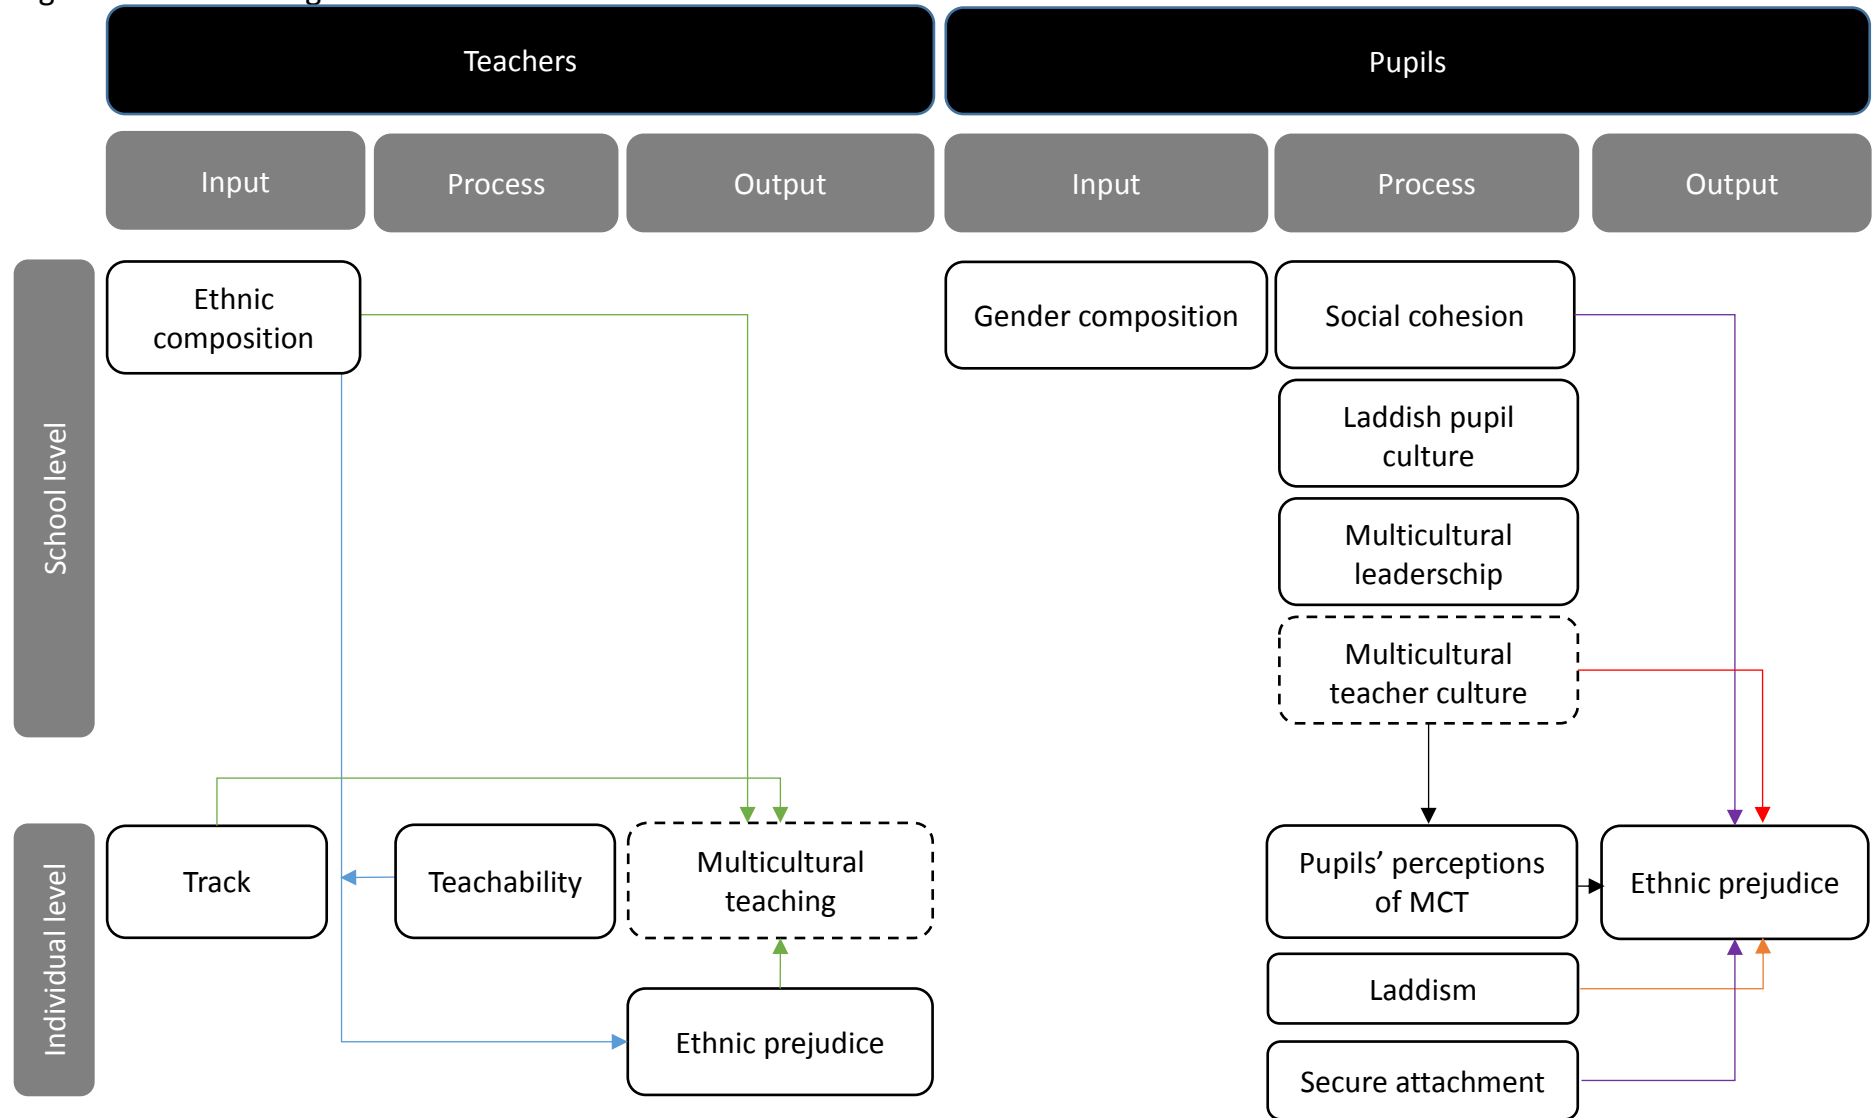 Teachers
Pupils
Input
Process
Output
Input
Process
Output
School level
Ethnic
composition
Gender composition
Social cohesion
Laddish pupil
culture
Multicultural
leaderschip
Multicultural
teacher culture
Individual level
Track
Teachability
Multicultural
teaching
Pupils’ perceptions
of MCT
Ethnic prejudice
Laddism
Ethnic prejudice
Secure attachment